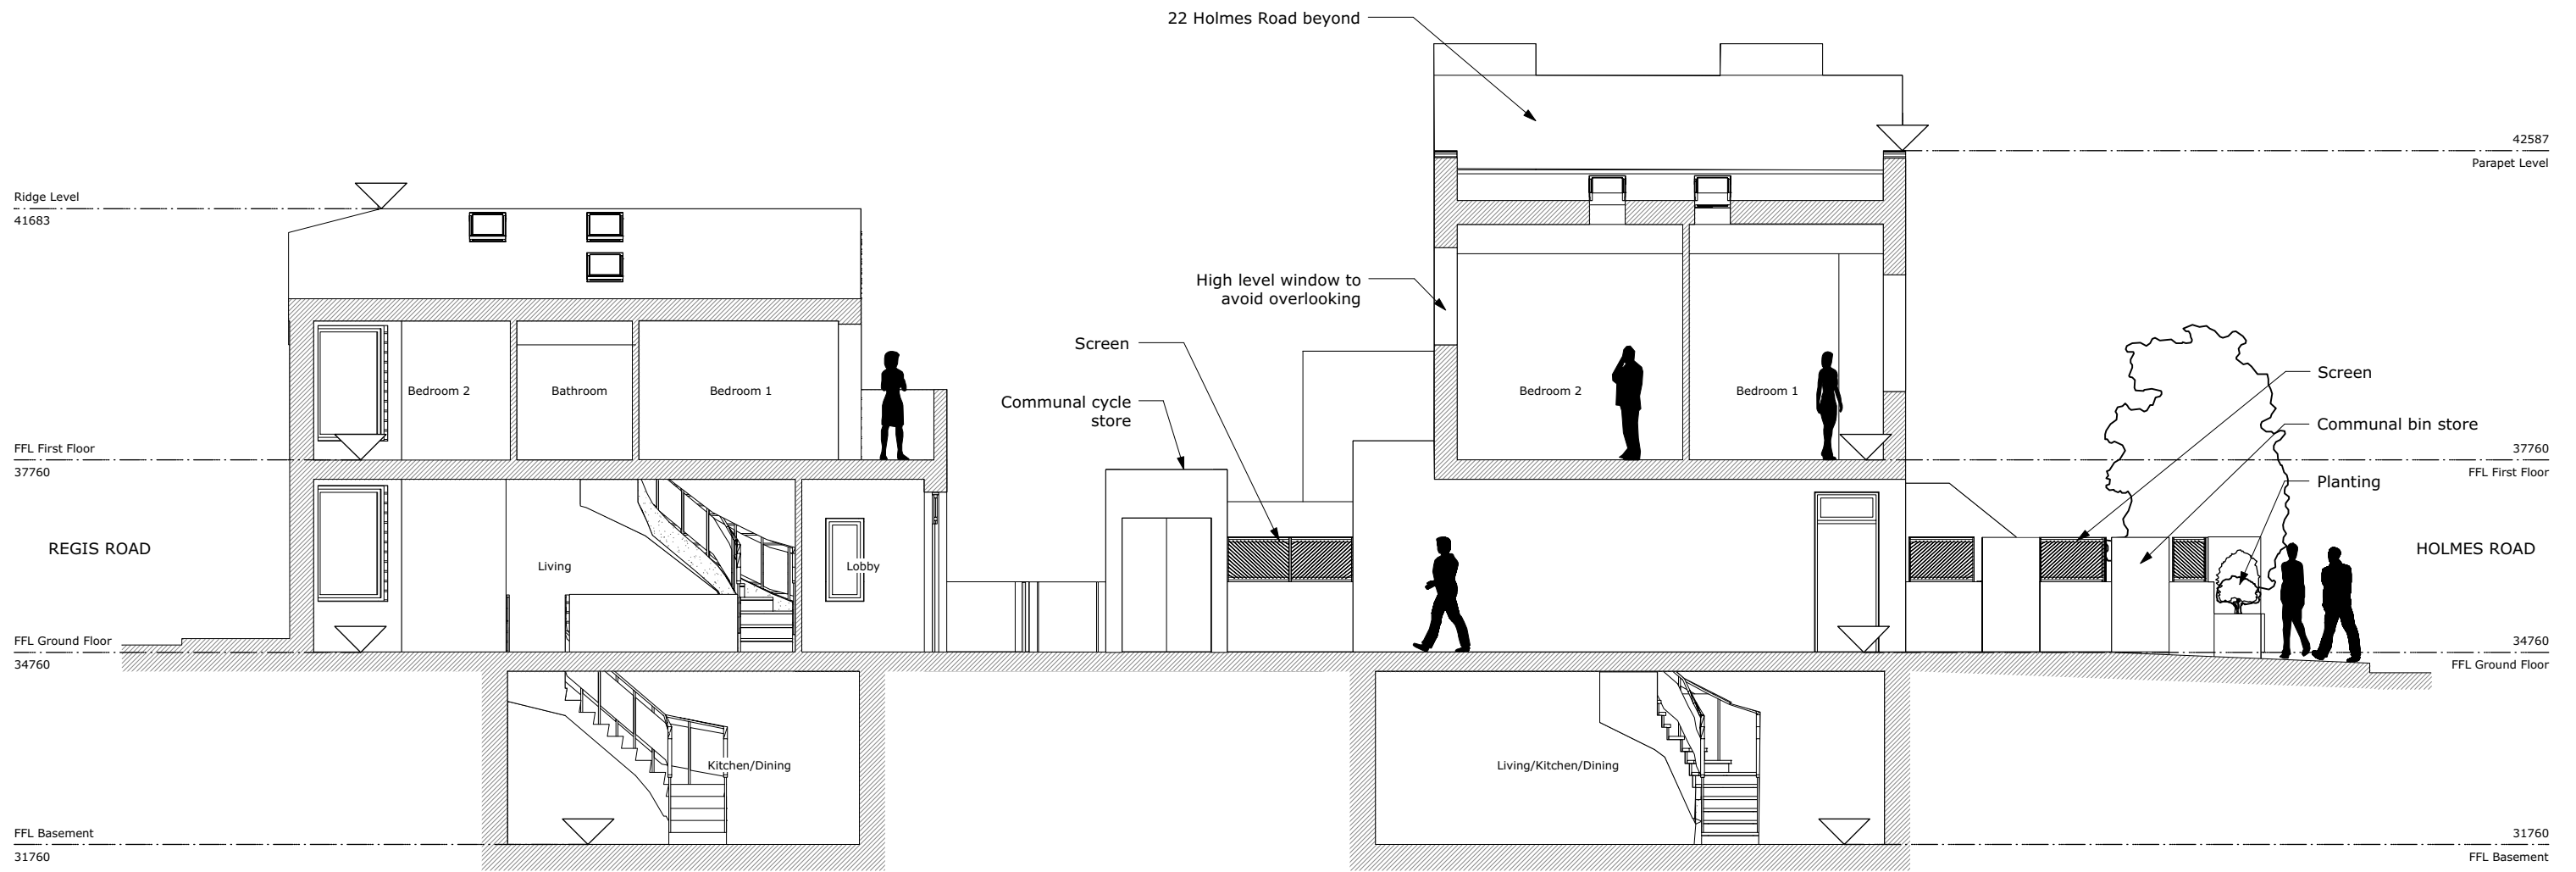 22 Holmes Road beyond
42587
Parapet Level
Ridge Level
41683
High level window to
avoid overlooking
Screen
Screen
Communal cycle
store
Bedroom 2
Bathroom
Bedroom 1
Bedroom 2
Bedroom 1
Communal bin store
FFL First Floor
37760
37760
FFL First Floor
Planting
REGIS ROAD
Living
Lobby
HOLMES ROAD
FFL Ground Floor
34760
34760
FFL Ground Floor
Kitchen/Dining
Living/Kitchen/Dining
FFL Basement
31760
31760
FFL Basement